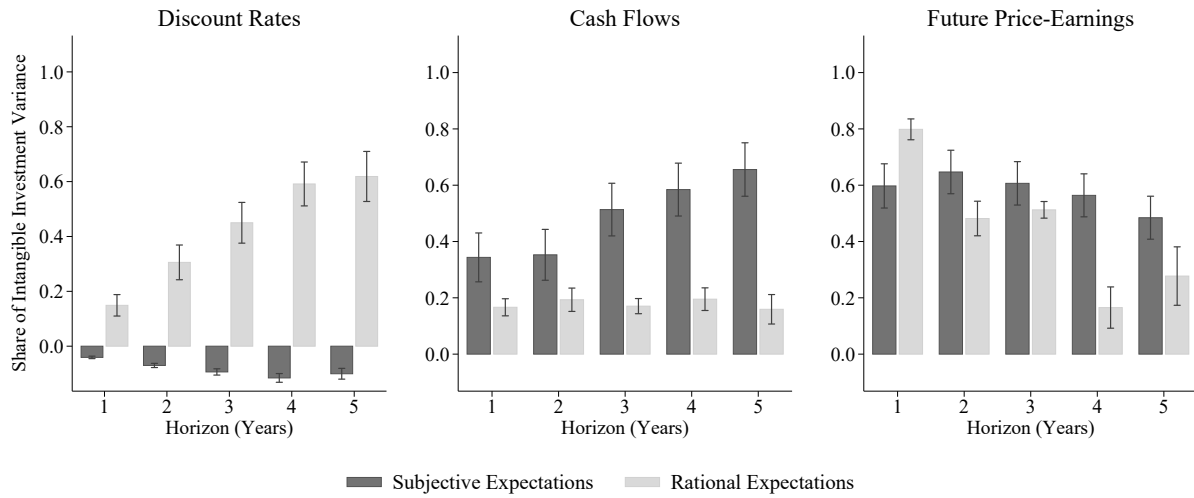 Discount Rates
Cash Flows
Future Price-Earnings
Share of Intangible Investment Variance
1.0
0.8
0.6
0.4
0.2
0.0
1 2 3 4 5
Horizon (Years)
1.0
0.8
0.6
0.4
0.2
0.0
1 2 3 4 5
Horizon (Years)
1.0
0.8
0.6
0.4
0.2
0.0
1 2 3 4 5
Horizon (Years)
Subjective Expectations Rational Expectations